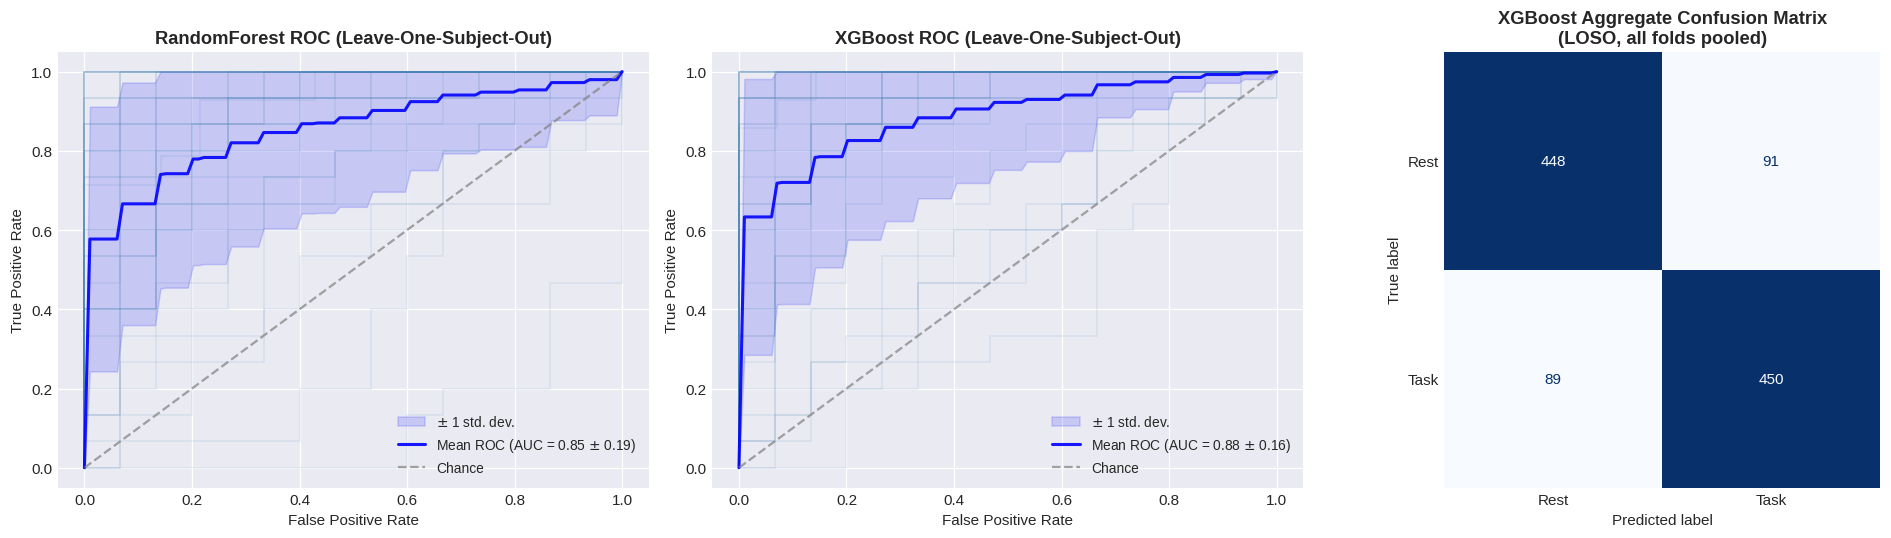 RandomForest ROC (Leave-One-Subject-Out)
1.0
0.8
0.6
0.4
0.2
0.0
True Positive Rate
± 1 std. dev.
Mean ROC (AUC = 0.85 ± 0.19)
Chance
0.0 0.2 0.4 0.6 0.8 1.0
False Positive Rate
XGBoost ROC (Leave-One-Subject-Out)
1.0
0.8
0.6
0.4
0.2
0.0
True Positive Rate
± 1 std. dev.
Mean ROC (AUC = 0.88 ± 0.16)
Chance
0.0 0.2 0.4 0.6 0.8 1.0
False Positive Rate
XGBoost Aggregate Confusion Matrix
(LOSO, all folds pooled)
True label
Rest 448 91
Task 89 450
Rest Task
Predicted label